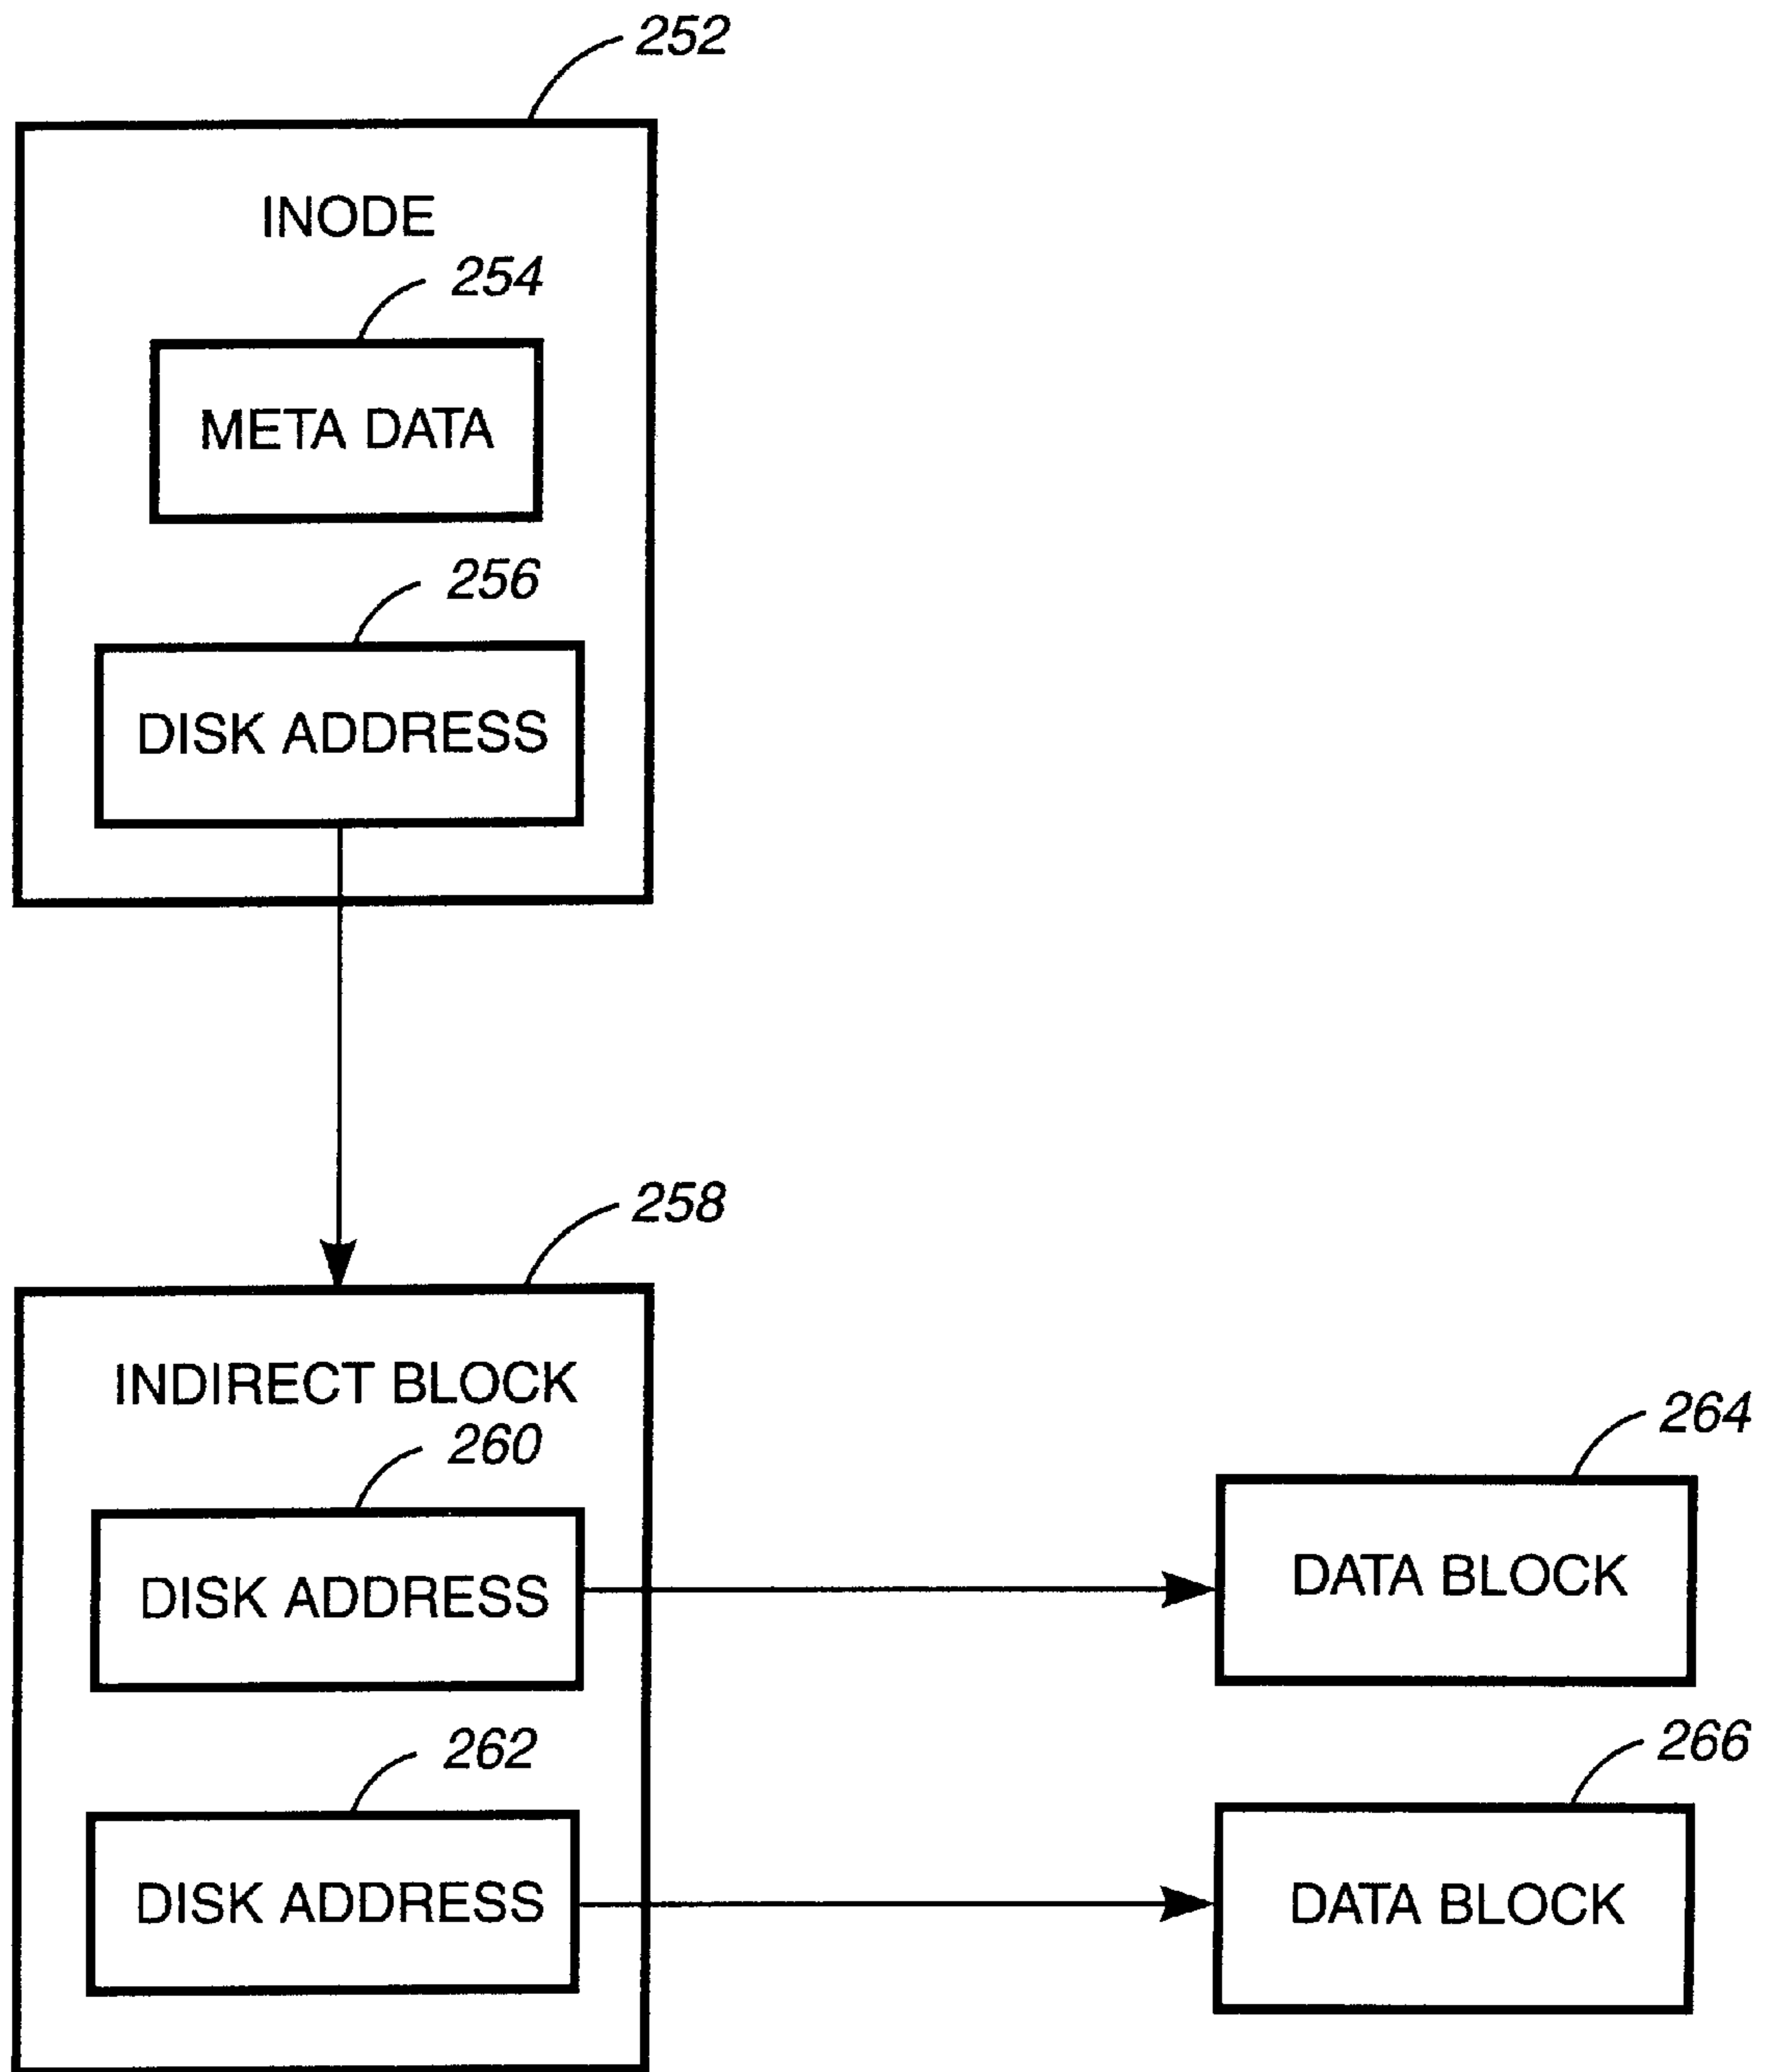 252
INODE
254
META DATA
256
DISK ADDRESS
258
INDIRECT BLOCK
260
DISK ADDRESS
264
DATA BLOCK
262
DISK ADDRESS
266
DATA BLOCK